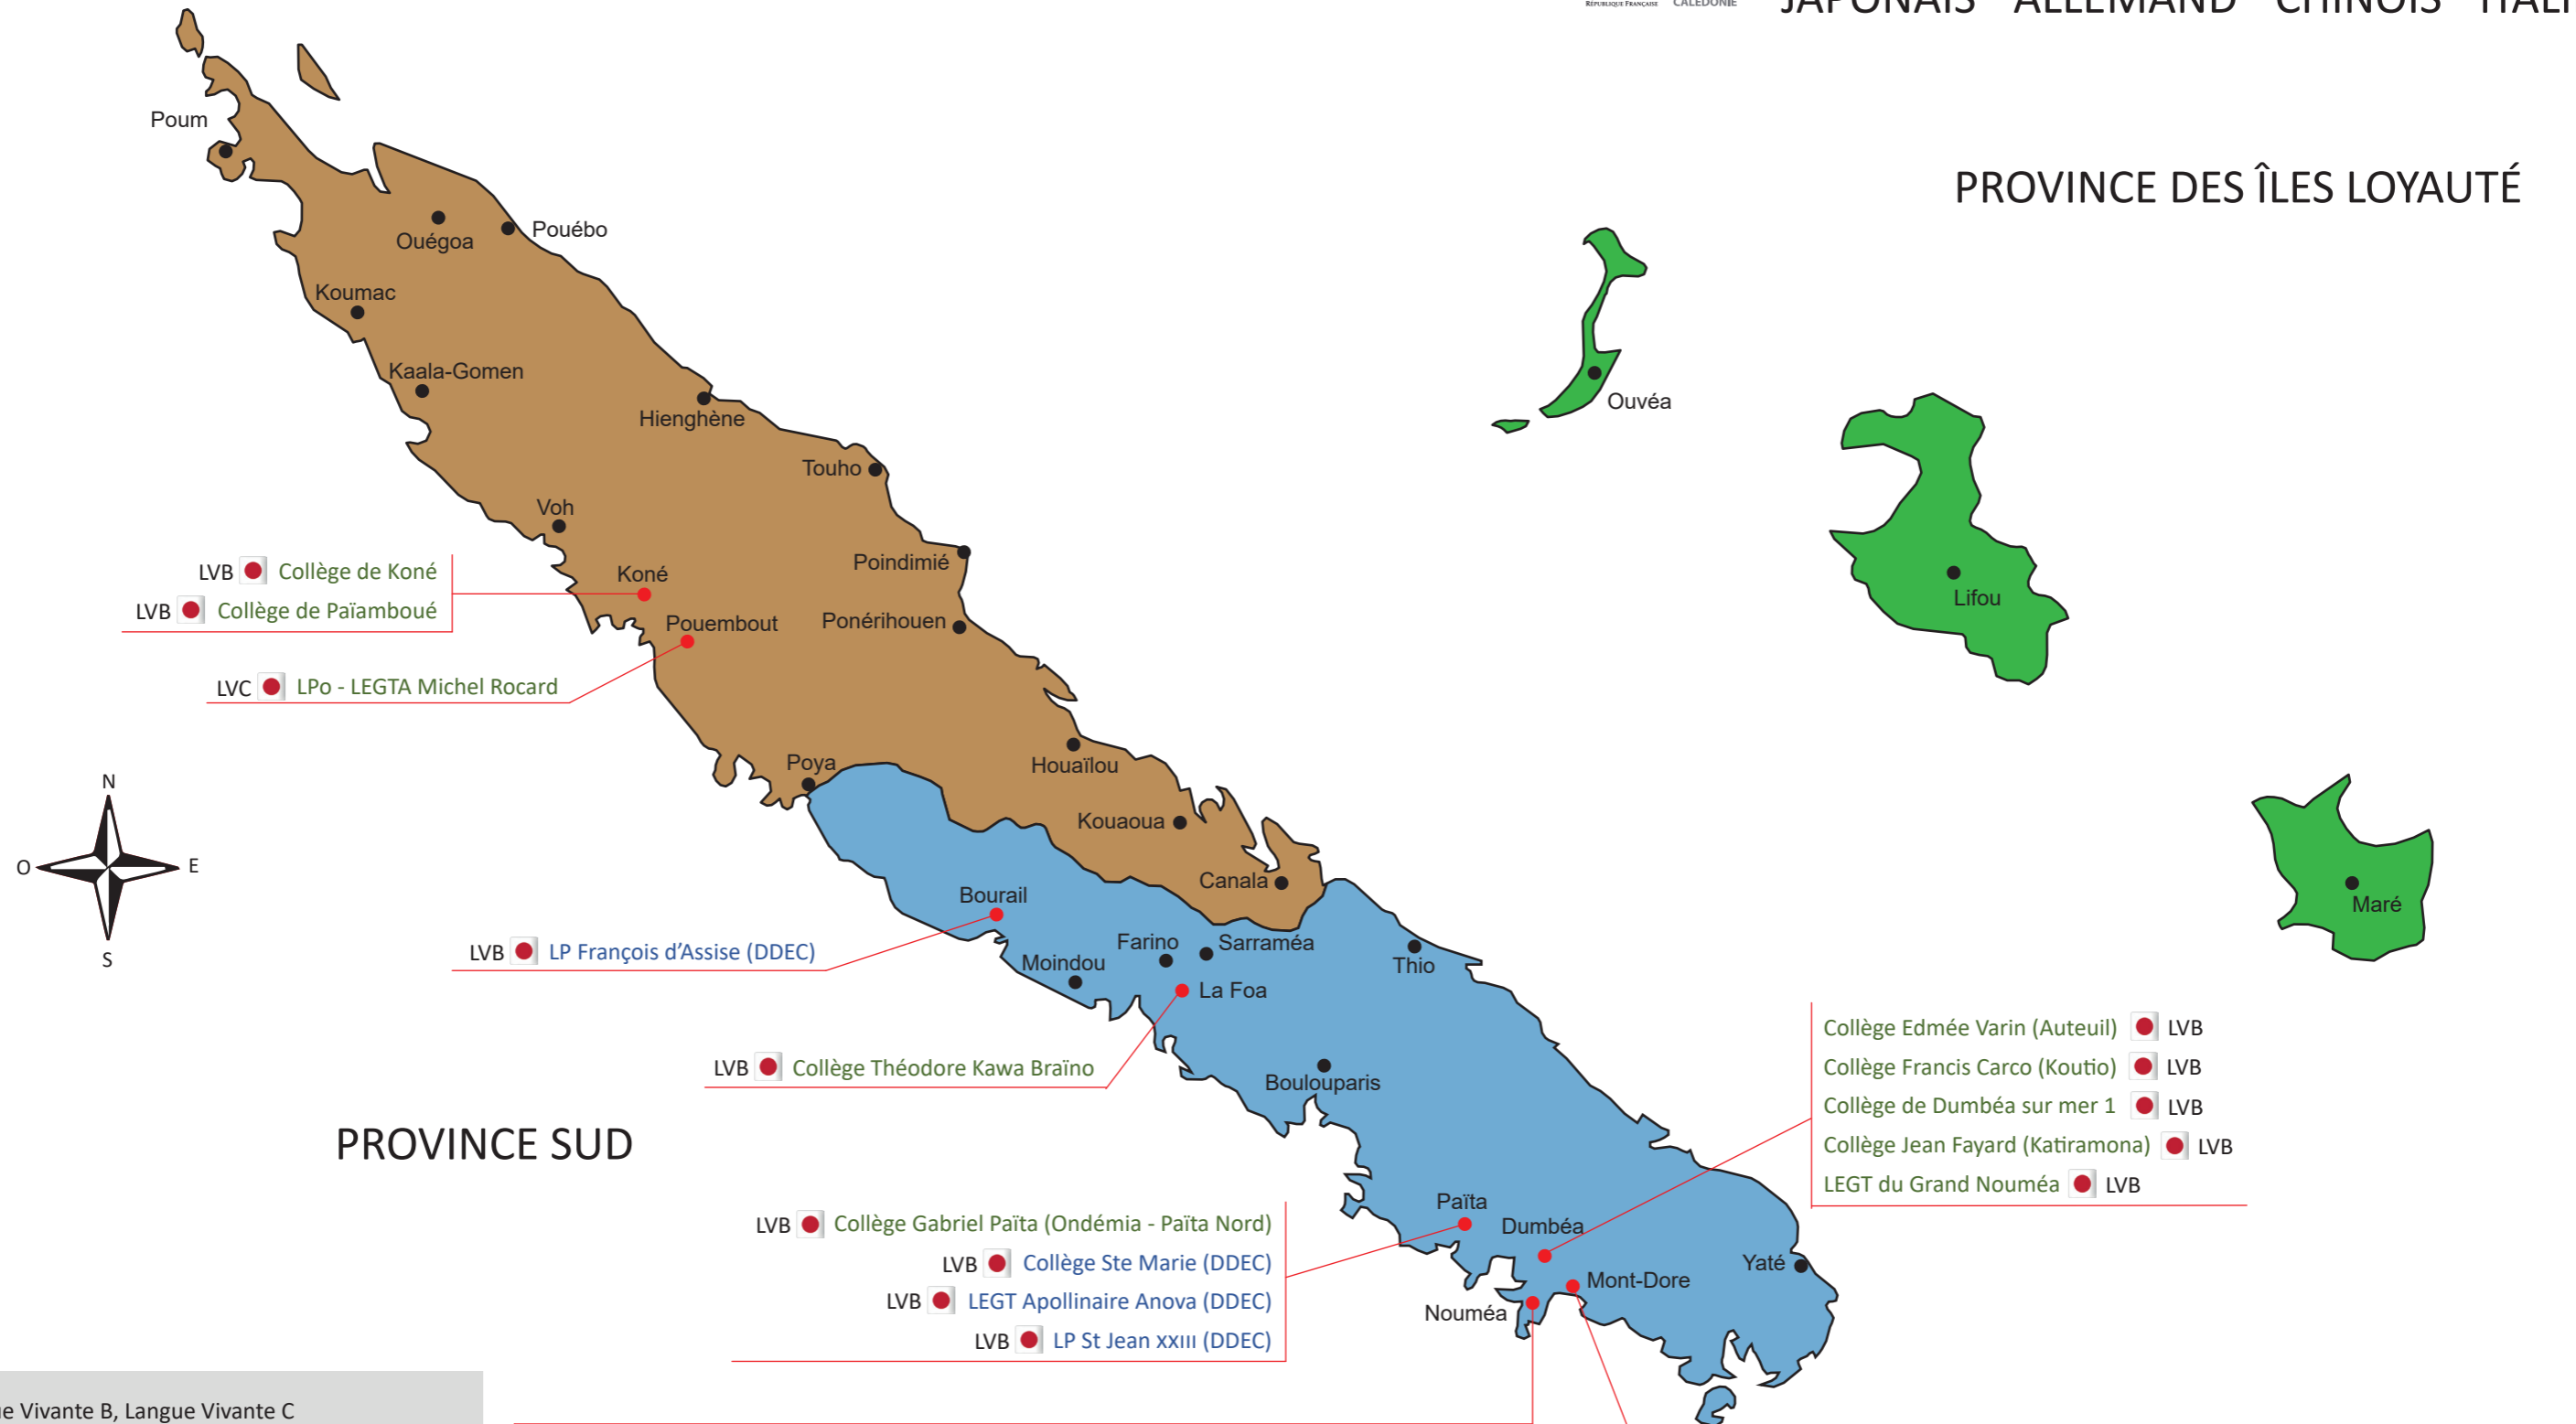 RÉPUBLIQUE FRANÇAISE
CALÉDONIE
JAPONAIS ALLEMAND CHINOIS
PROVINCE DES ÎLES LOYAUTÉ
Poum
Ouégoa
Pouébo
Koumac
Kaala-Gomen
Hienghène
Touho
Voh
Poindimié
Koné
Pouembout
Ponérihouen
Ouvéa
Lifou
Maré
LVB Collège de Koné
LVB Collège de Païamboué
LVC LPo - LEGTA Michel Rocard
Poya
Houaïlou
Kouaoua
Canala
N
O
E
S
Bourail
LVB LP François d’Assise (DDEC)
Farino
Sarraméa
Moindou
La Foa
Thio
LVB Collège Théodore Kawa Braïno
Boulouparis
PROVINCE SUD
Collège Edmée Varin (Auteuil) LVB
Collège Francis Carco (Koutio) LVB
Collège de Dumbéa sur mer 1 LVB
Collège Jean Fayard (Katiramona) LVB
LEGT du Grand Nouméa LVB
Païta
Dumbéa
Yaté
Mont-Dore
Nouméa
LVB Collège Gabriel Païta (Ondémia - Païta Nord)
LVB Collège Ste Marie (DDEC)
LVB LEGT Apollinaire Anova (DDEC)
LVB LP St Jean XXIII (DDEC)
Vivante B, Langue Vivante C